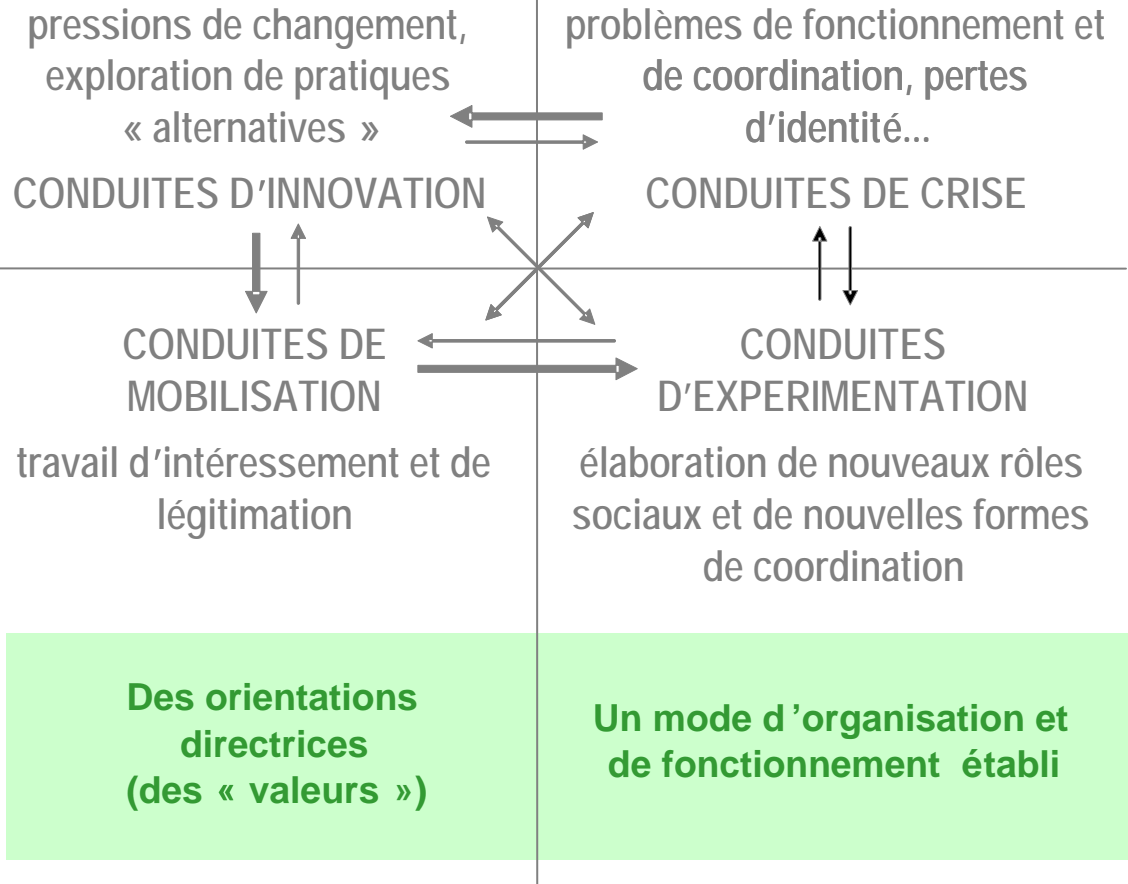 pressions de changement,
exploration de pratiques
« alternatives »
CONDUITES D'INNOVATION
problèmes de fonctionnement et
de coordination, pertes
d'identité...
CONDUITES DE CRISE
CONDUITES DE
MOBILISATION
travail d'intéressement et de
légitimation
CONDUITES
D'EXPERIMENTATION
élaboration de nouveaux rôles
sociaux et de nouvelles formes
de coordination
Des orientations
directrices
(des « valeurs »)
Un mode d 'organisation et
de fonctionnement établi